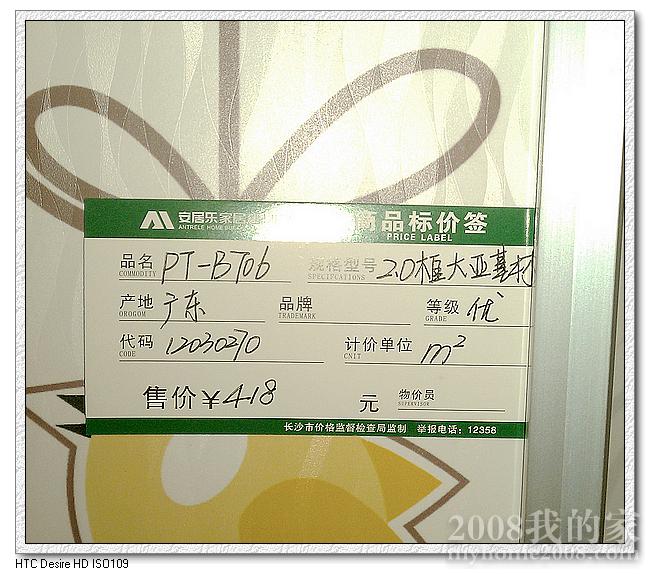 安居乐家居
商品标价签
ANTRELE HOME
PRICE LABEL
品名 PT-BT06 规格型号 2.0框大亚基材
COMMODITY SPECIFCATIONS
产地 广东 品牌 等级 优
OROGOM TRADEMARK GRADE
代码 12030270 计价单位 m²
CODE CNIT
售价¥418 元 物价员
SUPERVISOR
长沙市价格监督检查局监制 举报电话:12358
2008我的家
myhome2008.com
HTC Desire HD ISO109